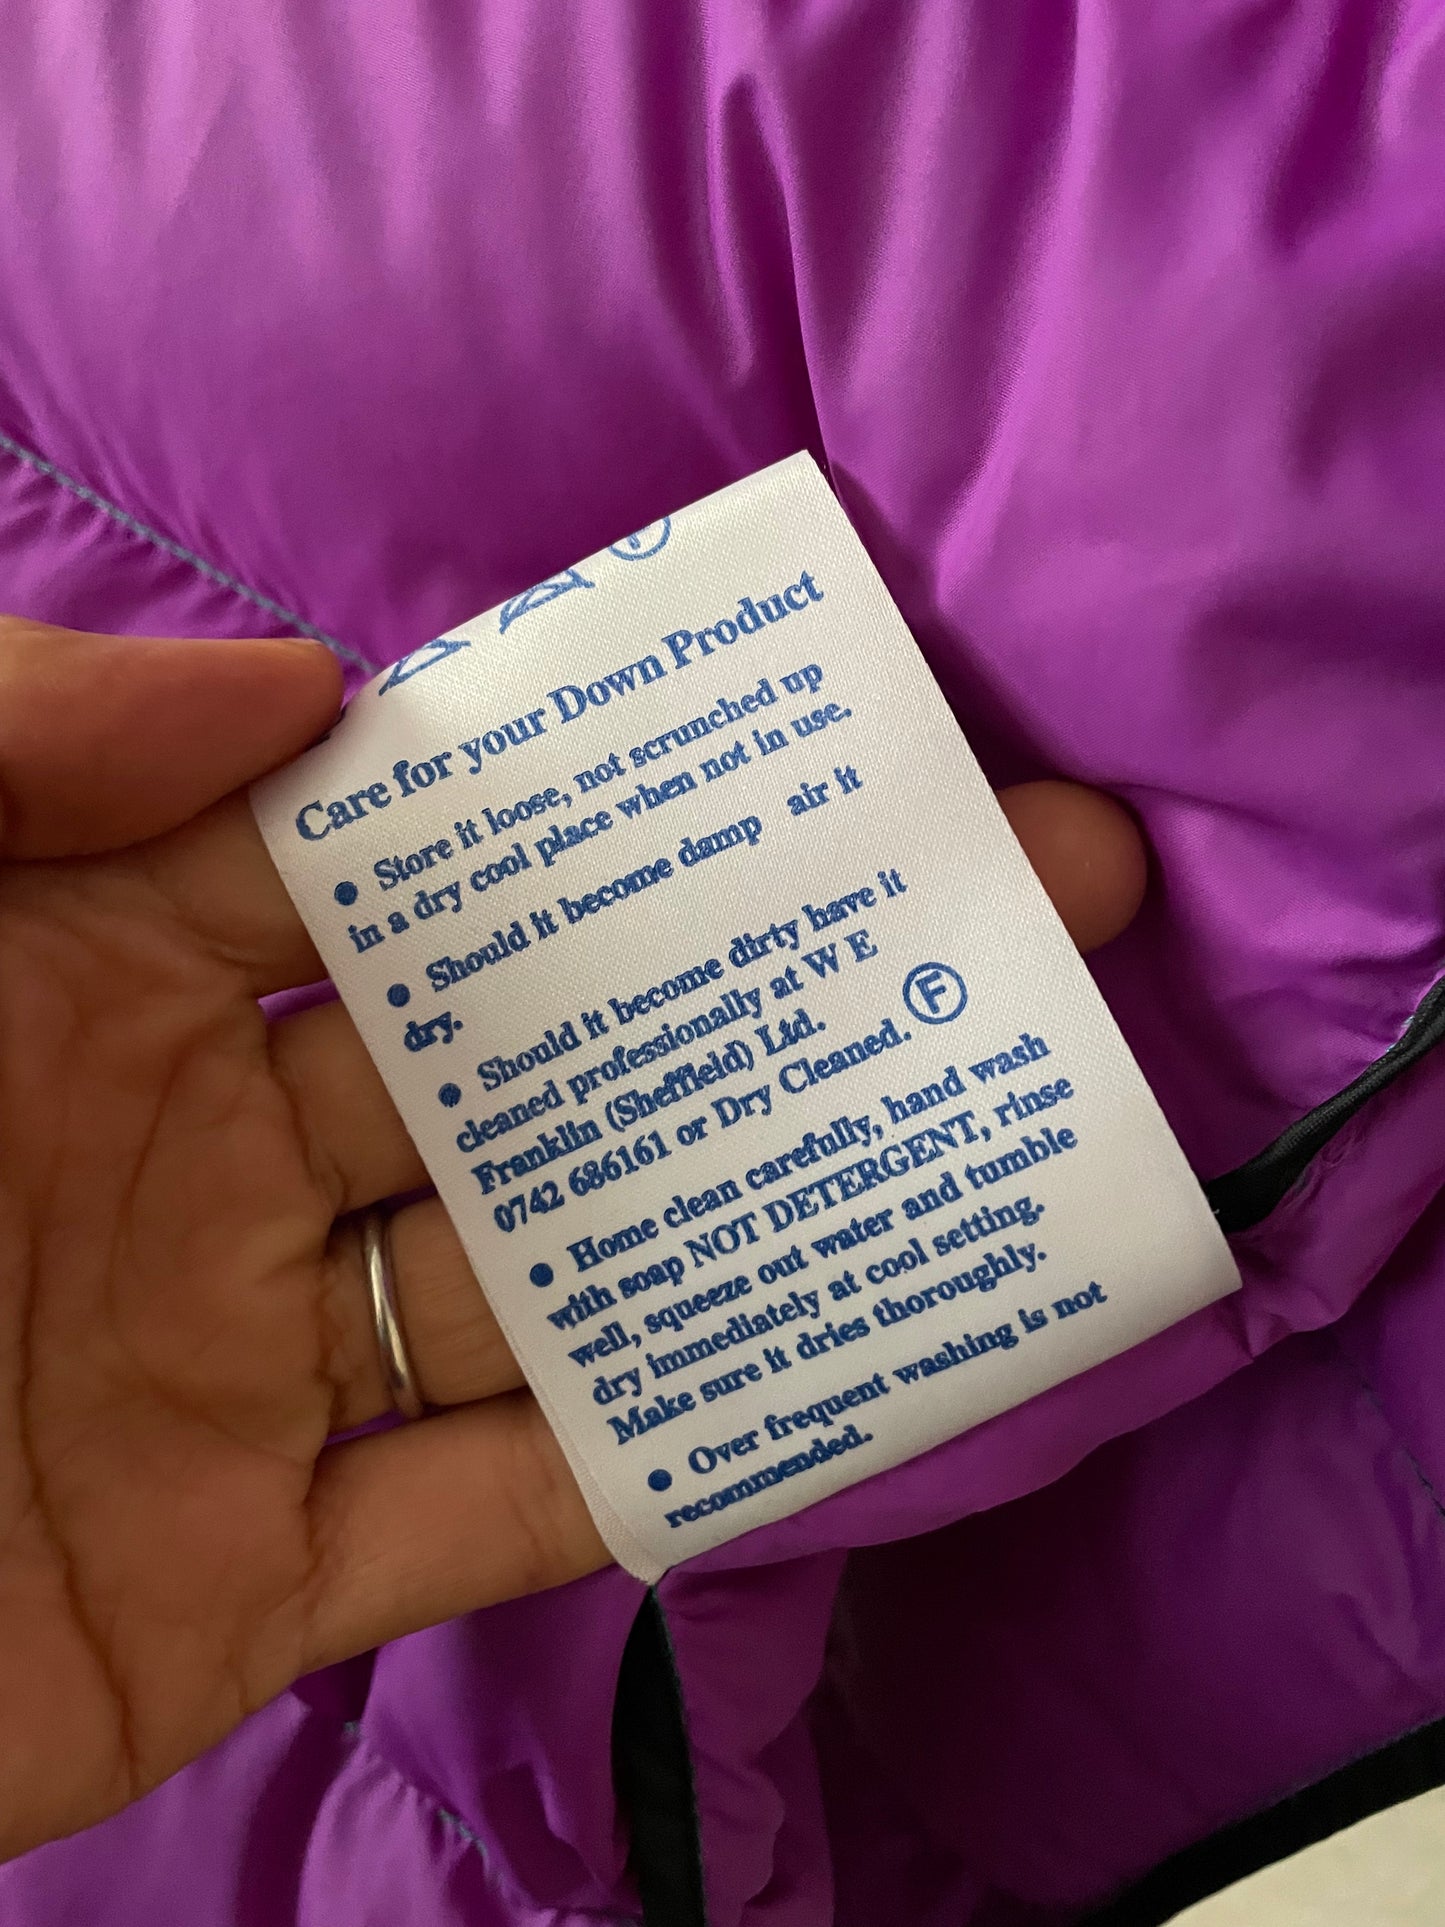 Care for your Down Product
● Store it loose, not scrunched up
in a dry cool place when not in use.
● Should it become damp air it
dry.
● Should it become dirty have it
cleaned professionally at W E
Franklin (Sheffield) Ltd.
0742 686161 or Dry Cleaned. Ⓕ
● Home clean carefully, hand wash
with soap NOT DETERGENT, rinse
well, squeeze out water and tumble
dry immediately at cool setting.
Make sure it dries thoroughly.
● Over frequent washing is not
recommended.